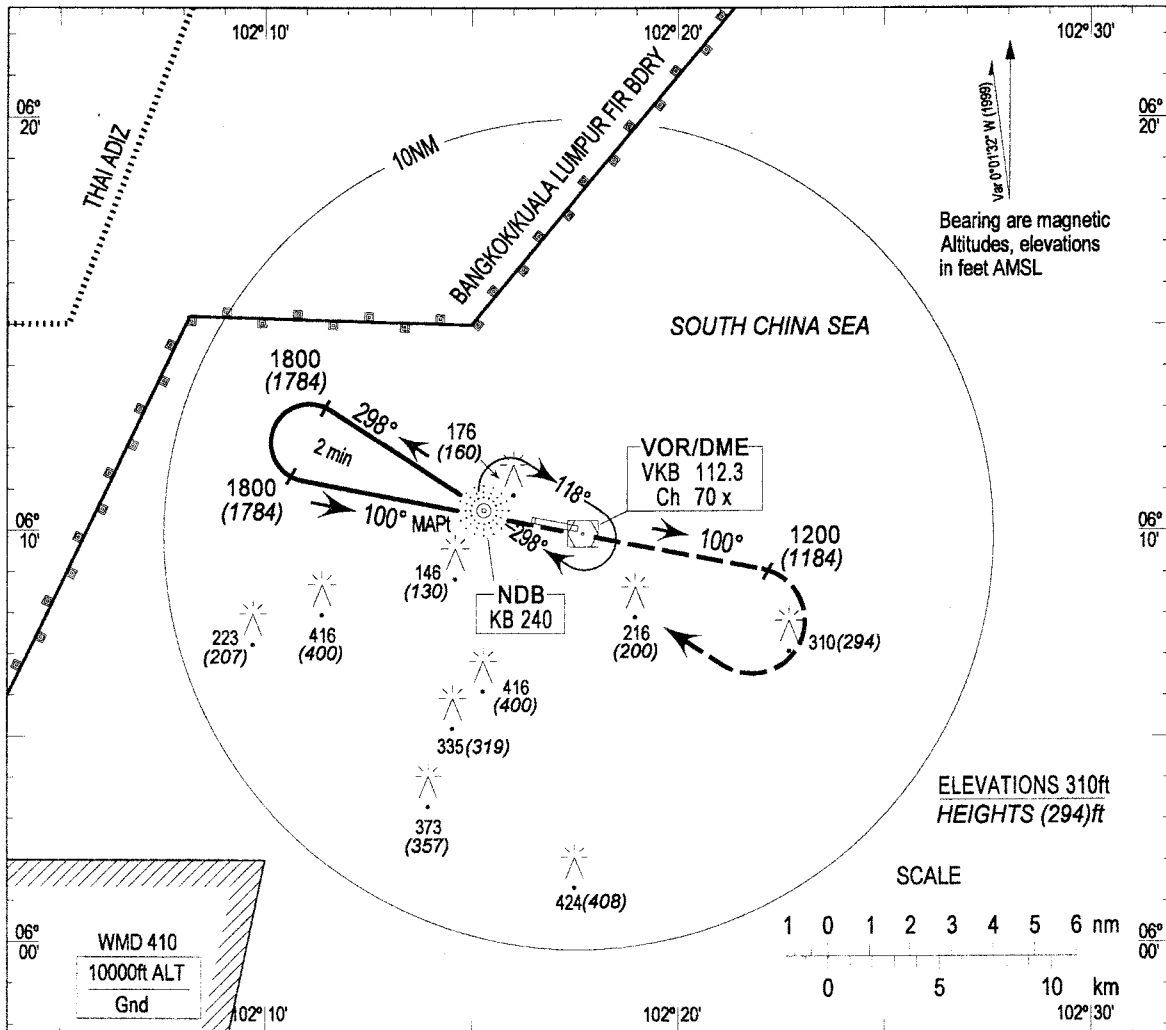 102° 10'
102° 20'
102° 30'
06°
20'
06°
20'
THAI ADIZ
10NM
BANGKOK/KUALA LUMPUR FIR BDRY
Var 0°10.32' W (1999)
Bearing are magnetic
Altitudes, elevations
in feet AMSL
SOUTH CHINA SEA
1800
(1784)
298°
2 min
176
(160)
118°
VOR/DME
VKB 112.3
Ch 70 x
1800
(1784)
100°
MAPt
298°
100°
1200
(1184)
06°
10'
06°
10'
146
(130)
NDB
KB 240
223
(207)
416
(400)
216
(200)
310 (294)
416
(400)
335 (319)
373
(357)
424 (408)
ELEVATIONS 310ft
HEIGHTS (294)ft
SCALE
1 0 1 2 3 4 5 6 nm
0 5 10 km
06°
00'
06°
00'
WMD 410
10000ft ALT
Gnd
102° 10'
102° 20'
102° 30'